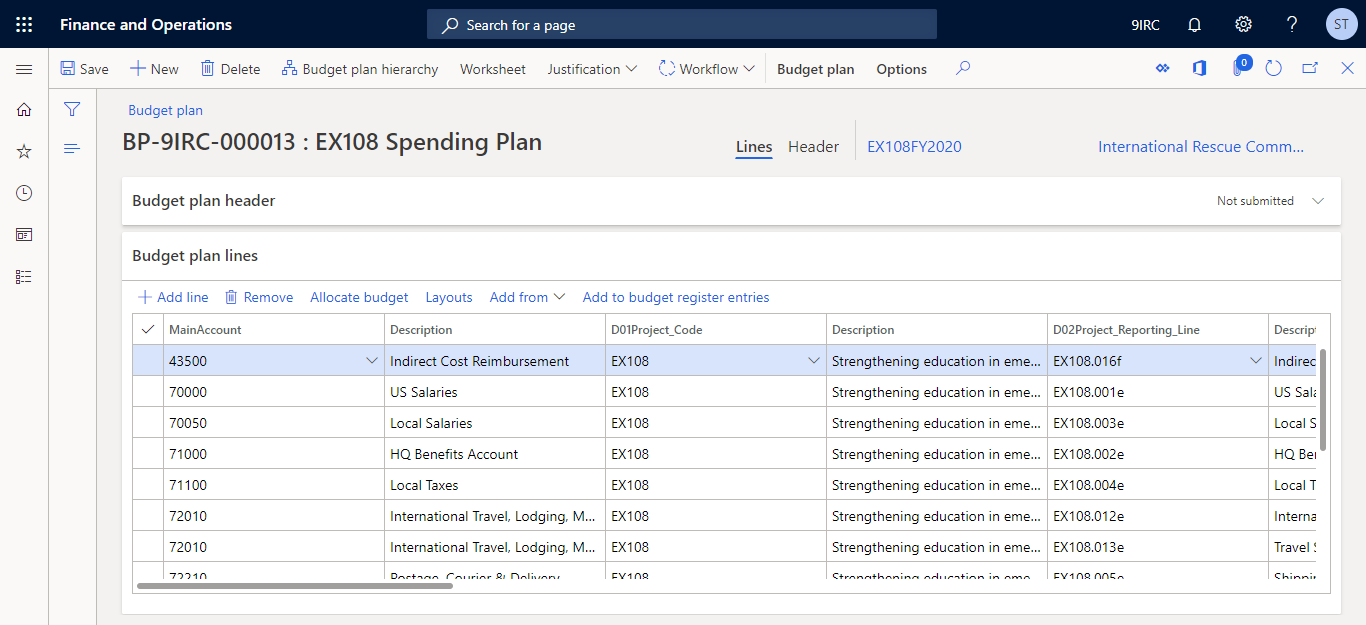 Finance and Operations
Search for a page
9IRC
?
ST
Save
New
Delete
Budget plan hierarchy
Worksheet
Justification
Workflow
Budget plan
Options
0
Budget plan
BP-9IRC-000013 : EX108 Spending Plan
Lines
Header
EX108FY2020
International Rescue Comm...
Budget plan header
Not submitted
Budget plan lines
Add line
Remove
Allocate budget
Layouts
Add from
Add to budget register entries
MainAccount Description D01Project_Code Description D02Project_Reporting_Line Descript
43500 Indirect Cost Reimbursement EX108 Strengthening education in eme... EX108.016f Indirec
70000 US Salaries EX108 Strengthening education in eme... EX108.001e US Sala
70050 Local Salaries EX108 Strengthening education in eme... EX108.003e Local S
71000 HQ Benefits Account EX108 Strengthening education in eme... EX108.002e HQ Ben
71100 Local Taxes EX108 Strengthening education in eme... EX108.004e Local T
72010 International Travel, Lodging, M... EX108 Strengthening education in eme... EX108.012e Interna
72010 International Travel, Lodging, M... EX108 Strengthening education in eme... EX108.013e Travel S
72210 Postage, Courier & Delivery EX108 Strengthening education in eme... EX108.005e Shippin